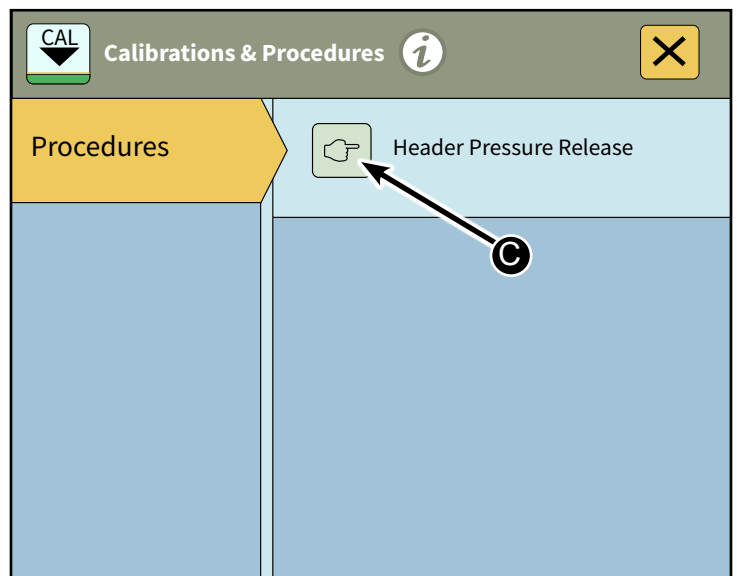 CAL
Calibrations & Procedures i
Procedures
Header Pressure Release
C